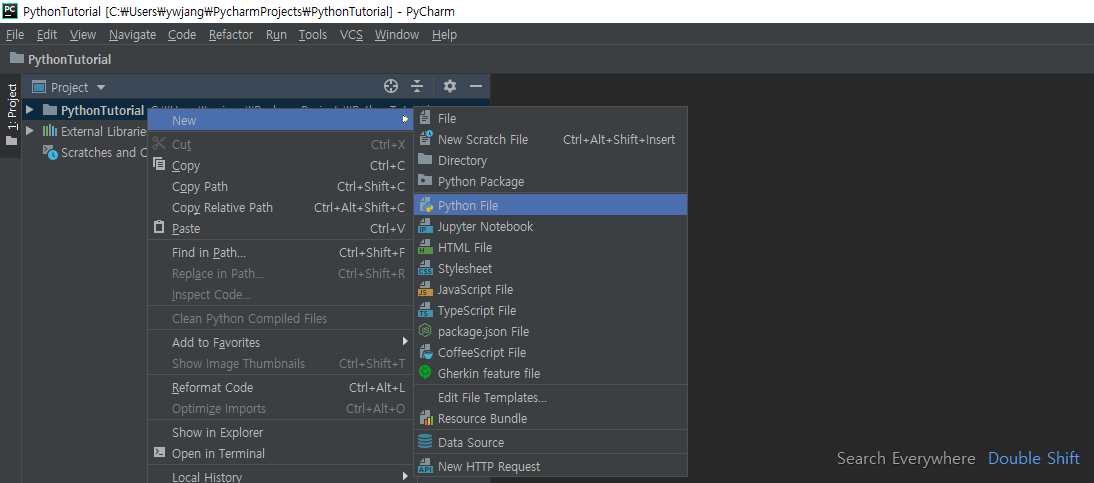 PC
PythonTutorial [C:₩Users₩ywjang₩PycharmProjects₩PythonTutorial] - PyCharm
File Edit View Navigate Code Refactor Run Tools VCS Window Help
PythonTutorial
1: Project
Project
PythonTutorial
External Librarie
Scratches and C
New
Cut Ctrl+X
Copy Ctrl+C
Copy Path Ctrl+Shift+C
Copy Relative Path Ctrl+Alt+Shift+C
Paste Ctrl+V
Find in Path... Ctrl+Shift+F
Replace in Path... Ctrl+Shift+R
Inspect Code...
Clean Python Compiled Files
Add to Favorites
Show Image Thumbnails Ctrl+Shift+T
Reformat Code Ctrl+Alt+L
Optimize Imports Ctrl+Alt+O
Show in Explorer
Open in Terminal
Local History
File
New Scratch File Ctrl+Alt+Shift+Insert
Directory
Python Package
Python File
Jupyter Notebook
HTML File
Stylesheet
JavaScript File
TypeScript File
package.json File
CoffeeScript File
Gherkin feature file
Edit File Templates...
Resource Bundle
Data Source
New HTTP Request
Search Everywhere Double Shift